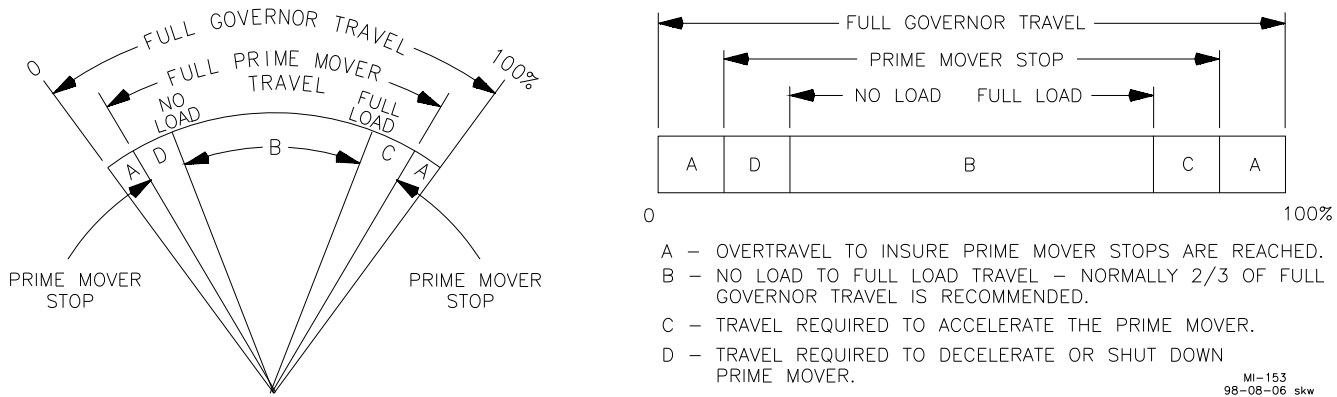 FULL GOVERNOR TRAVEL
0
100%
FULL PRIME MOVER
TRAVEL
NO
LOAD
FULL
LOAD
A
D
B
C
A
PRIME MOVER
STOP
PRIME MOVER
STOP
FULL GOVERNOR TRAVEL
PRIME MOVER STOP
NO LOAD FULL LOAD
A D B C A
0 100%
A – OVERTRAVEL TO INSURE PRIME MOVER STOPS ARE REACHED.
B – NO LOAD TO FULL LOAD TRAVEL – NORMALLY 2/3 OF FULL
GOVERNOR TRAVEL IS RECOMMENDED.
C – TRAVEL REQUIRED TO ACCELERATE THE PRIME MOVER.
D – TRAVEL REQUIRED TO DECELERATE OR SHUT DOWN
PRIME MOVER.
MI–153
98–08–06 skw